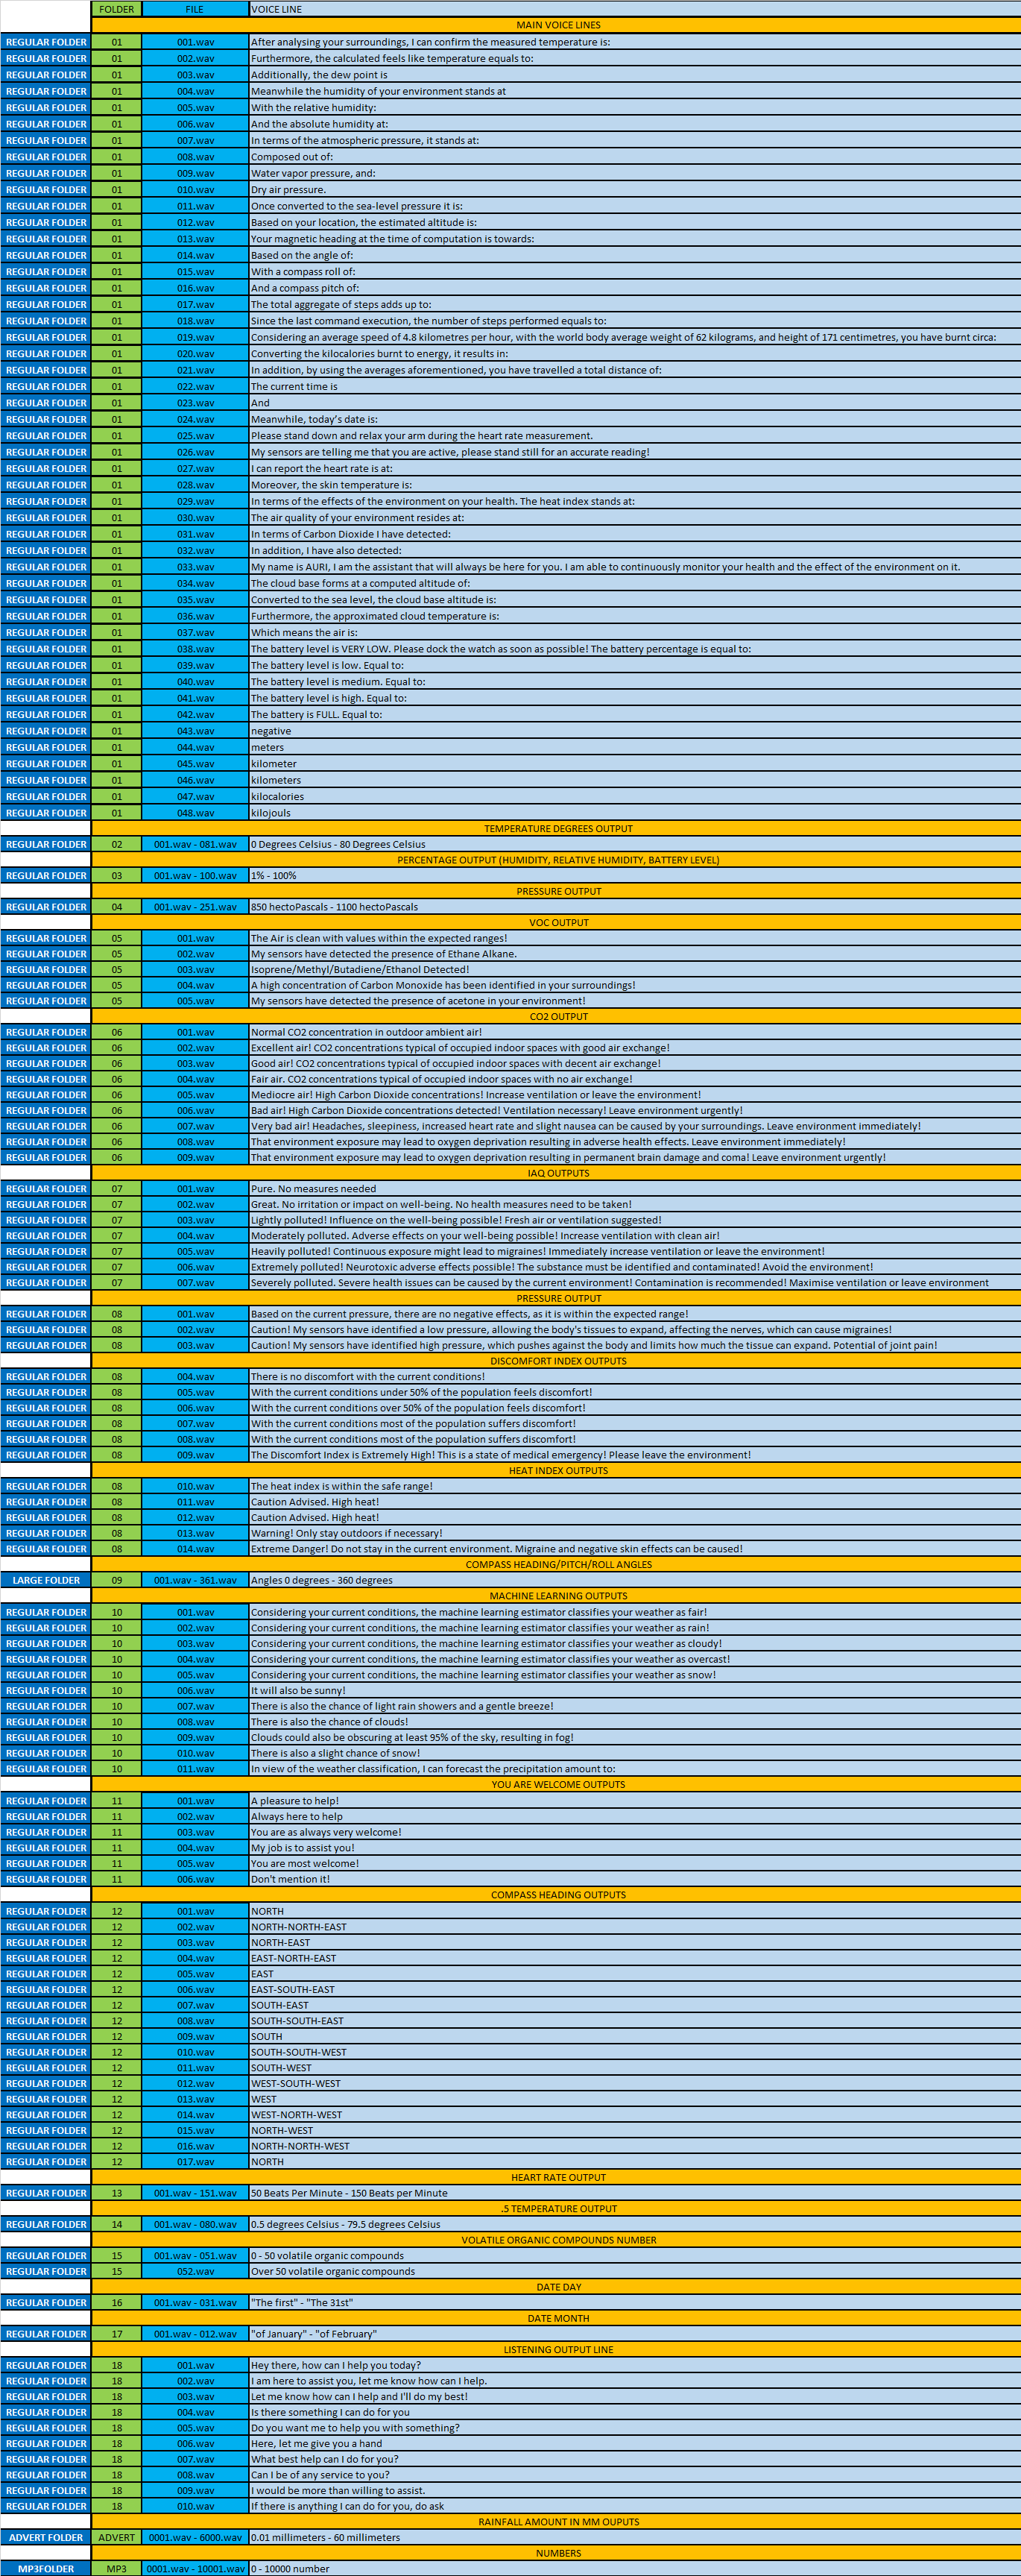 FOLDER FILE VOICE LINE
MAIN VOICE LINES
REGULAR FOLDER 01 001.wav After analysing your surroundings, I can confirm the measured temperature is:
REGULAR FOLDER 01 002.wav Furthermore, the calculated feels like temperature equals to:
REGULAR FOLDER 01 003.wav Additionally, the dew point is
REGULAR FOLDER 01 004.wav Meanwhile the humidity of your environment stands at
REGULAR FOLDER 01 005.wav With the relative humidity:
REGULAR FOLDER 01 006.wav And the absolute humidity at:
REGULAR FOLDER 01 007.wav In terms of the atmospheric pressure, it stands at:
REGULAR FOLDER 01 008.wav Composed out of:
REGULAR FOLDER 01 009.wav Water vapor pressure, and:
REGULAR FOLDER 01 010.wav Dry air pressure.
REGULAR FOLDER 01 011.wav Once converted to the sea-level pressure it is:
REGULAR FOLDER 01 012.wav Based on your location, the estimated altitude is:
REGULAR FOLDER 01 013.wav Your magnetic heading at the time of computation is towards:
REGULAR FOLDER 01 014.wav Based on the angle of:
REGULAR FOLDER 01 015.wav With a compass roll of:
REGULAR FOLDER 01 016.wav And a compass pitch of:
REGULAR FOLDER 01 017.wav The total aggregate of steps adds up to:
REGULAR FOLDER 01 018.wav Since the last command execution, the number of steps performed equals to:
REGULAR FOLDER 01 019.wav Considering an average speed of 4.8 kilometres per hour, with the world body average weight of 62 kilograms, and height of 171 centimetres, you have burnt circa:
REGULAR FOLDER 01 020.wav Converting the kilocalories burnt to energy, it results in:
REGULAR FOLDER 01 021.wav In addition, by using the averages aforementioned, you have travelled a total distance of:
REGULAR FOLDER 01 022.wav The current time is
REGULAR FOLDER 01 023.wav And
REGULAR FOLDER 01 024.wav Meanwhile, today's date is:
REGULAR FOLDER 01 025.wav Please stand down and relax your arm during the heart rate measurement.
REGULAR FOLDER 01 026.wav My sensors are telling me that you are active, please stand still for an accurate reading!
REGULAR FOLDER 01 027.wav I can report the heart rate is at:
REGULAR FOLDER 01 028.wav Moreover, the skin temperature is:
REGULAR FOLDER 01 029.wav In terms of the effects of the environment on your health. The heat index stands at:
REGULAR FOLDER 01 030.wav The air quality of your environment resides at:
REGULAR FOLDER 01 031.wav In terms of Carbon Dioxide I have detected:
REGULAR FOLDER 01 032.wav In addition, I have also detected:
REGULAR FOLDER 01 033.wav My name is AURI, I am the assistant that will always be here for you. I am able to continuously monitor your health and the effect of the environment on it.
REGULAR FOLDER 01 034.wav The cloud base forms at a computed altitude of:
REGULAR FOLDER 01 035.wav Converted to the sea level, the cloud base altitude is:
REGULAR FOLDER 01 036.wav Furthermore, the approximated cloud temperature is:
REGULAR FOLDER 01 037.wav Which means the air is:
REGULAR FOLDER 01 038.wav The battery level is VERY LOW. Please dock the watch as soon as possible! The battery percentage is equal to:
REGULAR FOLDER 01 039.wav The battery level is low. Equal to:
REGULAR FOLDER 01 040.wav The battery level is medium. Equal to:
REGULAR FOLDER 01 041.wav The battery level is high. Equal to:
REGULAR FOLDER 01 042.wav The battery is FULL. Equal to:
REGULAR FOLDER 01 043.wav negative
REGULAR FOLDER 01 044.wav meters
REGULAR FOLDER 01 045.wav kilometer
REGULAR FOLDER 01 046.wav kilometers
REGULAR FOLDER 01 047.wav kilocalories
REGULAR FOLDER 01 048.wav kilojouls
TEMPERATURE DEGREES OUTPUT
REGULAR FOLDER 02 001.wav - 081.wav 0 Degrees Celsius - 80 Degrees Celsius
PERCENTAGE OUTPUT (HUMIDITY, RELATIVE HUMIDITY, BATTERY LEVEL)
REGULAR FOLDER 03 001.wav - 100.wav 1% - 100%
PRESSURE OUTPUT
REGULAR FOLDER 04 001.wav - 251.wav 850 hectoPascals - 1100 hectoPascals
VOC OUTPUT
REGULAR FOLDER 05 001.wav The Air is clean with values within the expected ranges!
REGULAR FOLDER 05 002.wav My sensors have detected the presence of Ethane Alkane.
REGULAR FOLDER 05 003.wav Isoprene/Methyl/Butadiene/Ethanol Detected!
REGULAR FOLDER 05 004.wav A high concentration of Carbon Monoxide has been identified in your surroundings!
REGULAR FOLDER 05 005.wav My sensors have detected the presence of acetone in your environment!
CO2 OUTPUT
REGULAR FOLDER 06 001.wav Normal CO2 concentration in outdoor ambient air!
REGULAR FOLDER 06 002.wav Excellent air! CO2 concentrations typical of occupied indoor spaces with good air exchange!
REGULAR FOLDER 06 003.wav Good air! CO2 concentrations typical of occupied indoor spaces with decent air exchange!
REGULAR FOLDER 06 004.wav Fair air. CO2 concentrations typical of occupied indoor spaces with no air exchange!
REGULAR FOLDER 06 005.wav Mediocre air! High Carbon Dioxide concentrations! Increase ventilation or leave the environment!
REGULAR FOLDER 06 006.wav Bad air! High Carbon Dioxide concentrations detected! Ventilation necessary! Leave environment urgently!
REGULAR FOLDER 06 007.wav Very bad air! Headaches, sleepiness, increased heart rate and slight nausea can be caused by your surroundings. Leave environment immediately!
REGULAR FOLDER 06 008.wav That environment exposure may lead to oxygen deprivation resulting in adverse health effects. Leave environment immediately!
REGULAR FOLDER 06 009.wav That environment exposure may lead to oxygen deprivation resulting in permanent brain damage and coma! Leave environment urgently!
IAQ OUTPUTS
REGULAR FOLDER 07 001.wav Pure. No measures needed
REGULAR FOLDER 07 002.wav Great. No irritation or impact on well-being. No health measures need to be taken!
REGULAR FOLDER 07 003.wav Lightly polluted! Influence on the well-being possible! Fresh air or ventilation suggested!
REGULAR FOLDER 07 004.wav Moderately polluted. Adverse effects on your well-being possible! Increase ventilation with clean air!
REGULAR FOLDER 07 005.wav Heavily polluted! Continuous exposure might lead to migraines! Immediately increase ventilation or leave the environment!
REGULAR FOLDER 07 006.wav Extremely polluted! Neurotoxic adverse effects possible! The substance must be identified and contaminated! Avoid the environment!
REGULAR FOLDER 07 007.wav Severely polluted. Severe health issues can be caused by the current environment! Contamination is recommended! Maximise ventilation or leave environment
PRESSURE OUTPUT
REGULAR FOLDER 08 001.wav Based on the current pressure, there are no negative effects, as it is within the expected range!
REGULAR FOLDER 08 002.wav Caution! My sensors have identified a low pressure, allowing the body's tissues to expand, affecting the nerves, which can cause migraines!
REGULAR FOLDER 08 003.wav Caution! My sensors have identified high pressure, which pushes against the body and limits how much the tissue can expand. Potential of joint pain!
DISCOMFORT INDEX OUTPUTS
REGULAR FOLDER 08 004.wav There is no discomfort with the current conditions!
REGULAR FOLDER 08 005.wav With the current conditions under 50% of the population feels discomfort!
REGULAR FOLDER 08 006.wav With the current conditions over 50% of the population feels discomfort!
REGULAR FOLDER 08 007.wav With the current conditions most of the population suffers discomfort!
REGULAR FOLDER 08 008.wav With the current conditions most of the population suffers discomfort!
REGULAR FOLDER 08 009.wav The Discomfort Index is Extremely High! This is a state of medical emergency! Please leave the environment!
HEAT INDEX OUTPUTS
REGULAR FOLDER 08 010.wav The heat index is within the safe range!
REGULAR FOLDER 08 011.wav Caution Advised. High heat!
REGULAR FOLDER 08 012.wav Caution Advised. High heat!
REGULAR FOLDER 08 013.wav Warning! Only stay outdoors if necessary!
REGULAR FOLDER 08 014.wav Extreme Danger! Do not stay in the current environment. Migraine and negative skin effects can be caused!
COMPASS HEADING/PITCH/ROLL ANGLES
LARGE FOLDER 09 001.wav - 361.wav Angles 0 degrees - 360 degrees
MACHINE LEARNING OUTPUTS
REGULAR FOLDER 10 001.wav Considering your current conditions, the machine learning estimator classifies your weather as fair!
REGULAR FOLDER 10 002.wav Considering your current conditions, the machine learning estimator classifies your weather as rain!
REGULAR FOLDER 10 003.wav Considering your current conditions, the machine learning estimator classifies your weather as cloudy!
REGULAR FOLDER 10 004.wav Considering your current conditions, the machine learning estimator classifies your weather as overcast!
REGULAR FOLDER 10 005.wav Considering your current conditions, the machine learning estimator classifies your weather as snow!
REGULAR FOLDER 10 006.wav It will also be sunny!
REGULAR FOLDER 10 007.wav There is also the chance of light rain showers and a gentle breeze!
REGULAR FOLDER 10 008.wav There is also the chance of clouds!
REGULAR FOLDER 10 009.wav Clouds could also be obscuring at least 95% of the sky, resulting in fog!
REGULAR FOLDER 10 010.wav There is also a slight chance of snow!
REGULAR FOLDER 10 011.wav In view of the weather classification, I can forecast the precipitation amount to:
YOU ARE WELCOME OUTPUTS
REGULAR FOLDER 11 001.wav A pleasure to help!
REGULAR FOLDER 11 002.wav Always here to help
REGULAR FOLDER 11 003.wav You are as always very welcome!
REGULAR FOLDER 11 004.wav My job is to assist you!
REGULAR FOLDER 11 005.wav You are most welcome!
REGULAR FOLDER 11 006.wav Don't mention it!
COMPASS HEADING OUTPUTS
REGULAR FOLDER 12 001.wav NORTH
REGULAR FOLDER 12 002.wav NORTH-NORTH-EAST
REGULAR FOLDER 12 003.wav NORTH-EAST
REGULAR FOLDER 12 004.wav EAST-NORTH-EAST
REGULAR FOLDER 12 005.wav EAST
REGULAR FOLDER 12 006.wav EAST-SOUTH-EAST
REGULAR FOLDER 12 007.wav SOUTH-EAST
REGULAR FOLDER 12 008.wav SOUTH-SOUTH-EAST
REGULAR FOLDER 12 009.wav SOUTH
REGULAR FOLDER 12 010.wav SOUTH-SOUTH-WEST
REGULAR FOLDER 12 011.wav SOUTH-WEST
REGULAR FOLDER 12 012.wav WEST-SOUTH-WEST
REGULAR FOLDER 12 013.wav WEST
REGULAR FOLDER 12 014.wav WEST-NORTH-WEST
REGULAR FOLDER 12 015.wav NORTH-WEST
REGULAR FOLDER 12 016.wav NORTH-NORTH-WEST
REGULAR FOLDER 12 017.wav NORTH
HEART RATE OUTPUT
REGULAR FOLDER 13 001.wav - 151.wav 50 Beats Per Minute - 150 Beats per Minute
.5 TEMPERATURE OUTPUT
REGULAR FOLDER 14 001.wav - 080.wav 0.5 degrees Celsius - 79.5 degrees Celsius
VOLATILE ORGANIC COMPOUNDS NUMBER
REGULAR FOLDER 15 001.wav - 051.wav 0 - 50 volatile organic compounds
REGULAR FOLDER 15 052.wav Over 50 volatile organic compounds
DATE DAY
REGULAR FOLDER 16 001.wav - 031.wav "The first" - "The 31st"
DATE MONTH
REGULAR FOLDER 17 001.wav - 012.wav "of January" - "of February"
LISTENING OUTPUT LINE
REGULAR FOLDER 18 001.wav Hey there, how can I help you today?
REGULAR FOLDER 18 002.wav I am here to assist you, let me know how can I help.
REGULAR FOLDER 18 003.wav Let me know how can I help and I'll do my best!
REGULAR FOLDER 18 004.wav Is there something I can do for you
REGULAR FOLDER 18 005.wav Do you want me to help you with something?
REGULAR FOLDER 18 006.wav Here, let me give you a hand
REGULAR FOLDER 18 007.wav What best help can I do for you?
REGULAR FOLDER 18 008.wav Can I be of any service to you?
REGULAR FOLDER 18 009.wav I would be more than willing to assist.
REGULAR FOLDER 18 010.wav If there is anything I can do for you, do ask
RAINFALL AMOUNT IN MM OUPUTS
ADVERT FOLDER ADVERT 0001.wav - 6000.wav 0.01 millimeters - 60 millimeters
NUMBERS
MP3FOLDER MP3 0001.wav - 10001.wav 0 - 10000 number